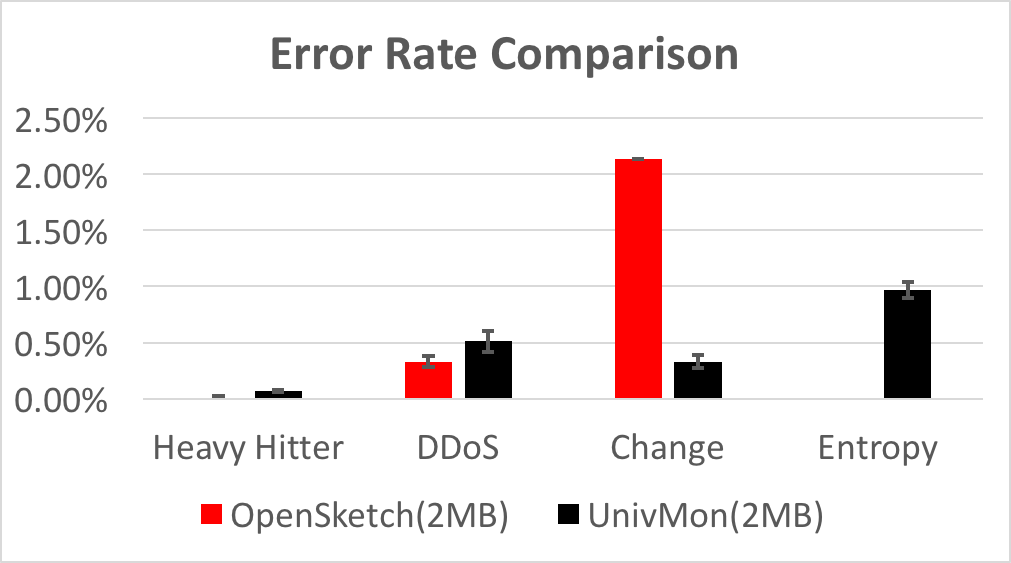 Error Rate Comparison
2.50%
2.00%
1.50%
1.00%
0.50%
0.00%
Heavy Hitter DDoS Change Entropy
OpenSketch(2MB) UnivMon(2MB)